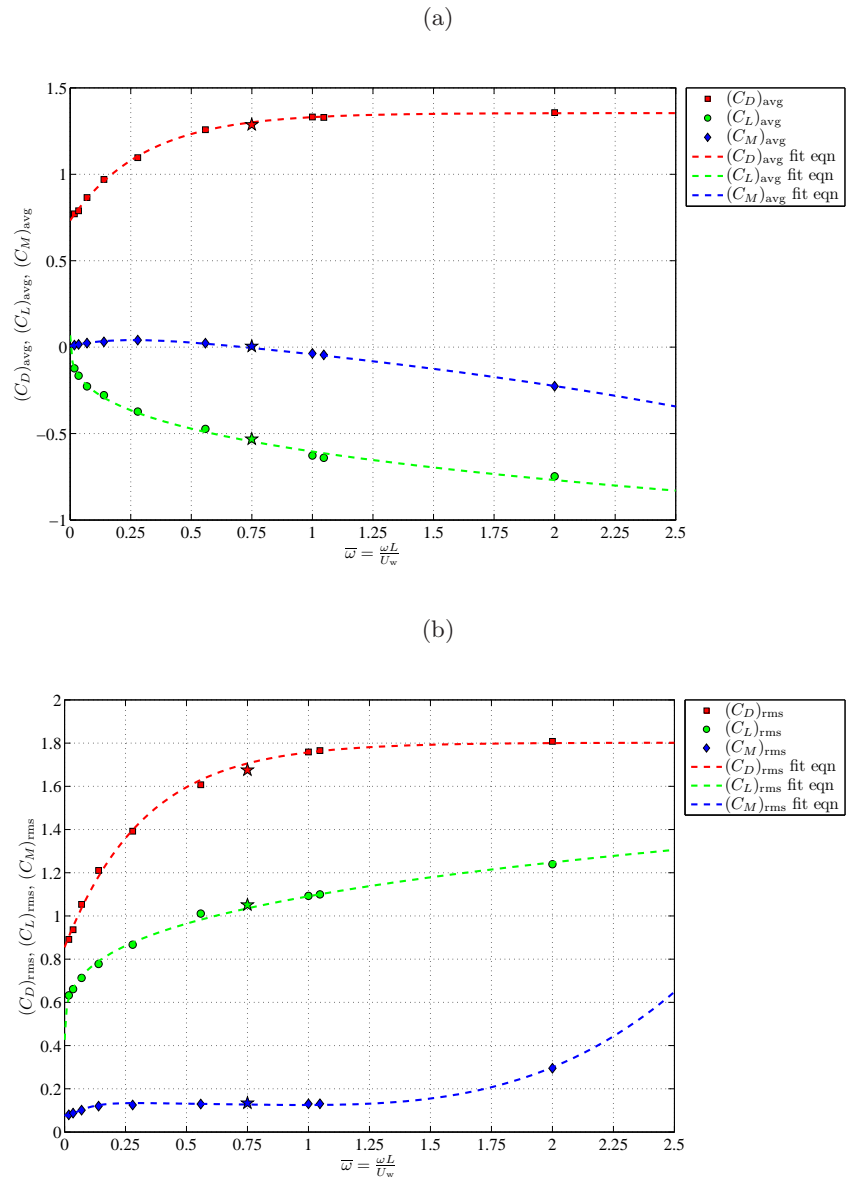 (a)
1.5
1
0.5
0
−0.5
−1
0 0.25 0.5 0.75 1 1.25 1.5 1.75 2 2.25 2.5
(C_D)_avg, (C_L)_avg, (C_M)_avg
ω̅ = ωL/U_w
(C_D)_avg
(C_L)_avg
(C_M)_avg
(C_D)_avg fit eqn
(C_L)_avg fit eqn
(C_M)_avg fit eqn
(b)
2
1.8
1.6
1.4
1.2
1
0.8
0.6
0.4
0.2
0
0 0.25 0.5 0.75 1 1.25 1.5 1.75 2 2.25 2.5
(C_D)_rms, (C_L)_rms, (C_M)_rms
ω̅ = ωL/U_w
(C_D)_rms
(C_L)_rms
(C_M)_rms
(C_D)_rms fit eqn
(C_L)_rms fit eqn
(C_M)_rms fit eqn